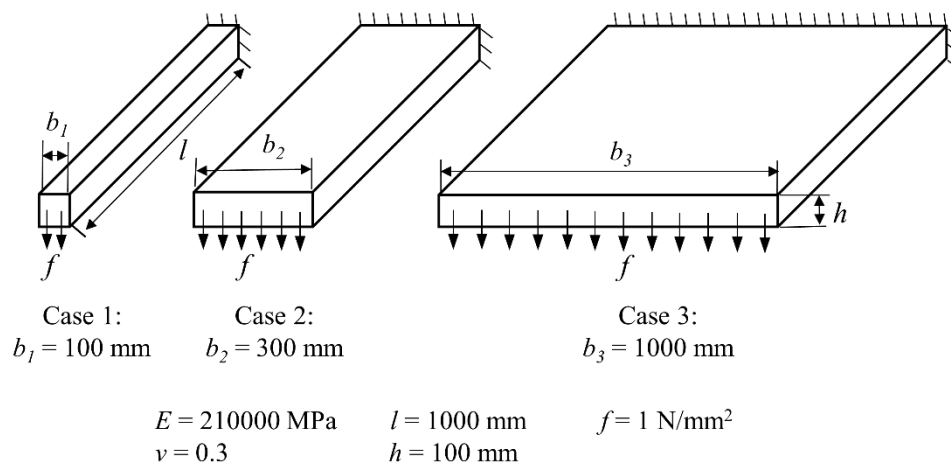 b₁
l
b₂
b₃
h
f
f
f
Case 1:
b₁ = 100 mm
Case 2:
b₂ = 300 mm
Case 3:
b₃ = 1000 mm
E = 210000 MPa
l = 1000 mm
f = 1 N/mm²
ν = 0.3
h = 100 mm